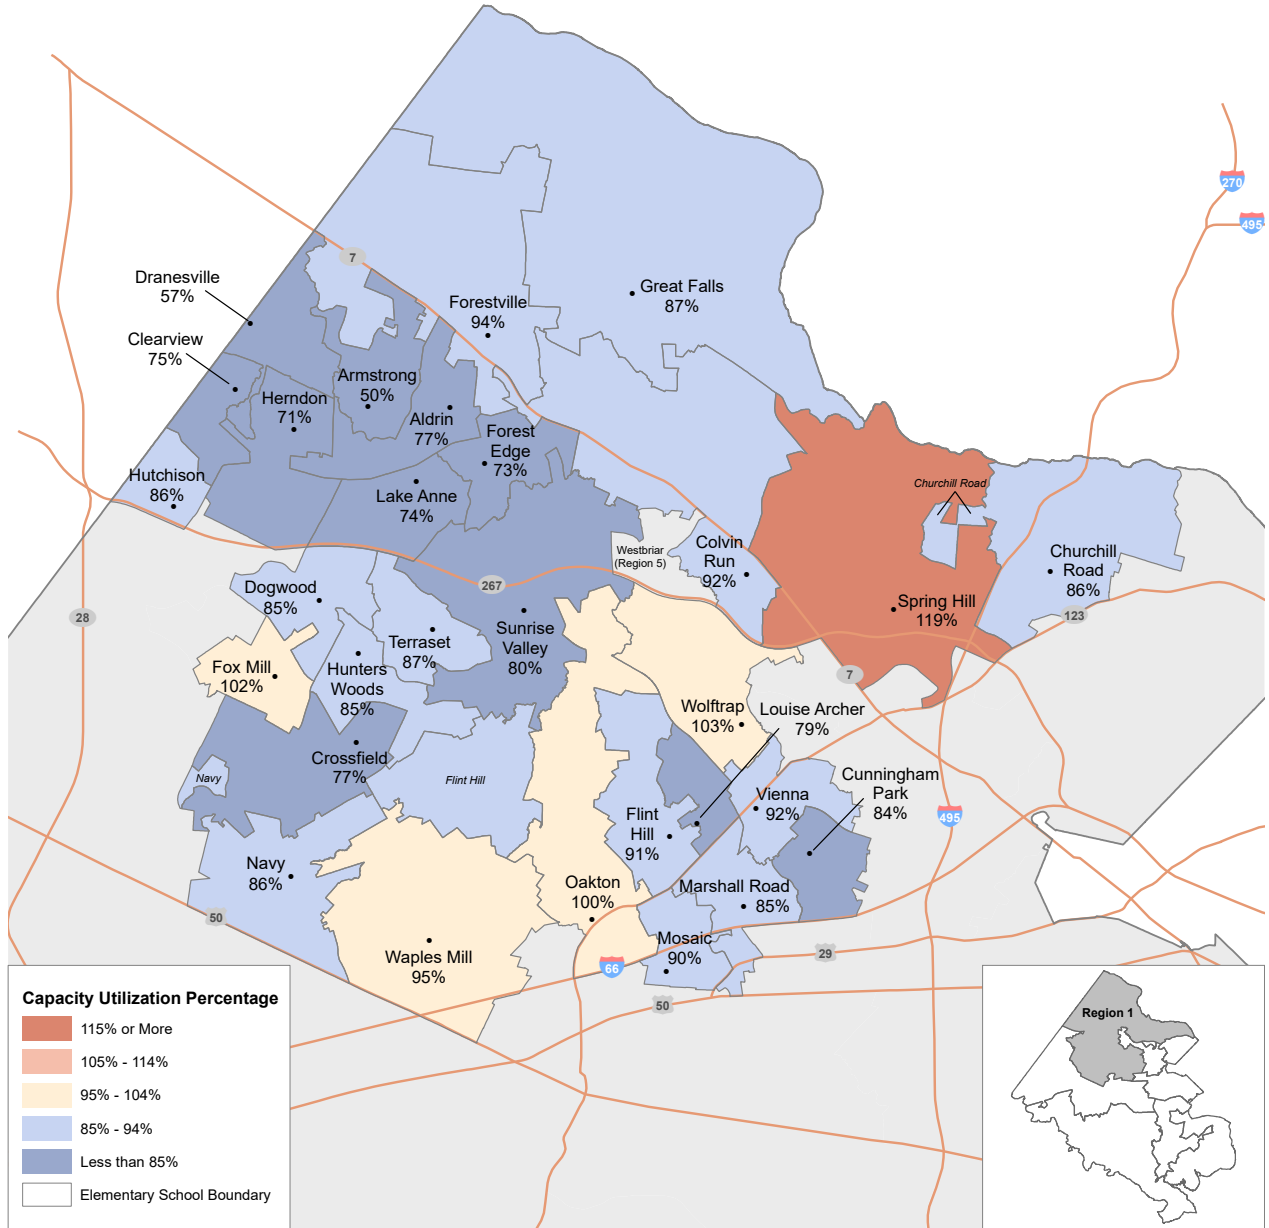 270
495
7
Dranesville
57%
Great Falls
87%
Forestville
94%
Clearview
75%
Armstrong
50%
Herndon
71%
Aldrin
77%
Forest
Edge
73%
Hutchison
86%
Lake Anne
74%
Churchill Road
Westbriar
(Region 5)
Colvin
Run
92%
Churchill
Road
86%
Dogwood
85%
267
28
Spring Hill
119%
123
Terraset
87%
Sunrise
Valley
80%
Fox Mill
102%
Hunters
Woods
85%
7
Wolftrap
103%
Louise Archer
79%
Crossfield
77%
Navy
Flint Hill
Cunningham
Park
84%
Vienna
92%
Flint
Hill
91%
495
Navy
86%
Oakton
100%
Marshall Road
85%
50
Mosaic
90%
Waples Mill
95%
29
66
50
Capacity Utilization Percentage
115% or More
105% - 114%
95% - 104%
85% - 94%
Less than 85%
Elementary School Boundary
Region 1